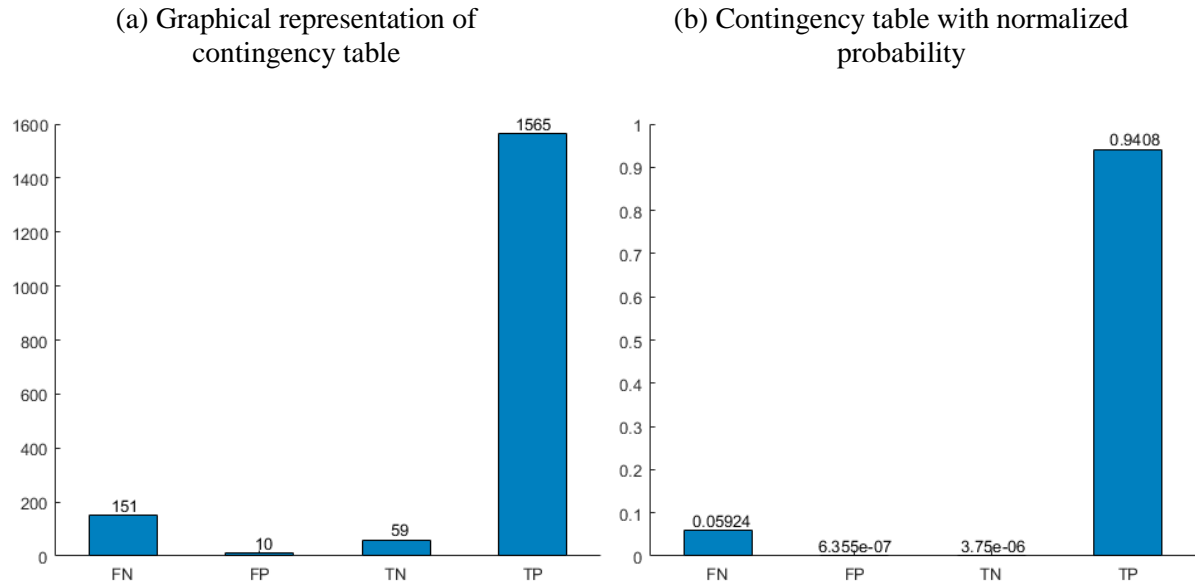 (a) Graphical representation of
contingency table
(b) Contingency table with normalized
probability
1600
1400
1200
1000
800
600
400
200
0
151
10
59
1565
FN
FP
TN
TP
1
0.9
0.8
0.7
0.6
0.5
0.4
0.3
0.2
0.1
0
0.05924
6.355e-07
3.75e-06
0.9408
FN
FP
TN
TP